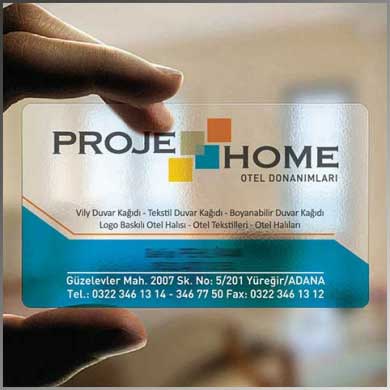 PROJE HOME
OTEL DONANIMLARI
Vily Duvar Kağıdı - Tekstil Duvar Kağıdı - Boyanabilir Duvar Kağıdı
Logo Baskılı Otel Halısı - Otel Tekstilleri - Otel Halıları
Güzelevler Mah. 2007 Sk. No: 5/201 Yüreğir/ADANA
Tel.: 0322 346 13 14 - 346 77 50 Fax: 0322 346 13 12